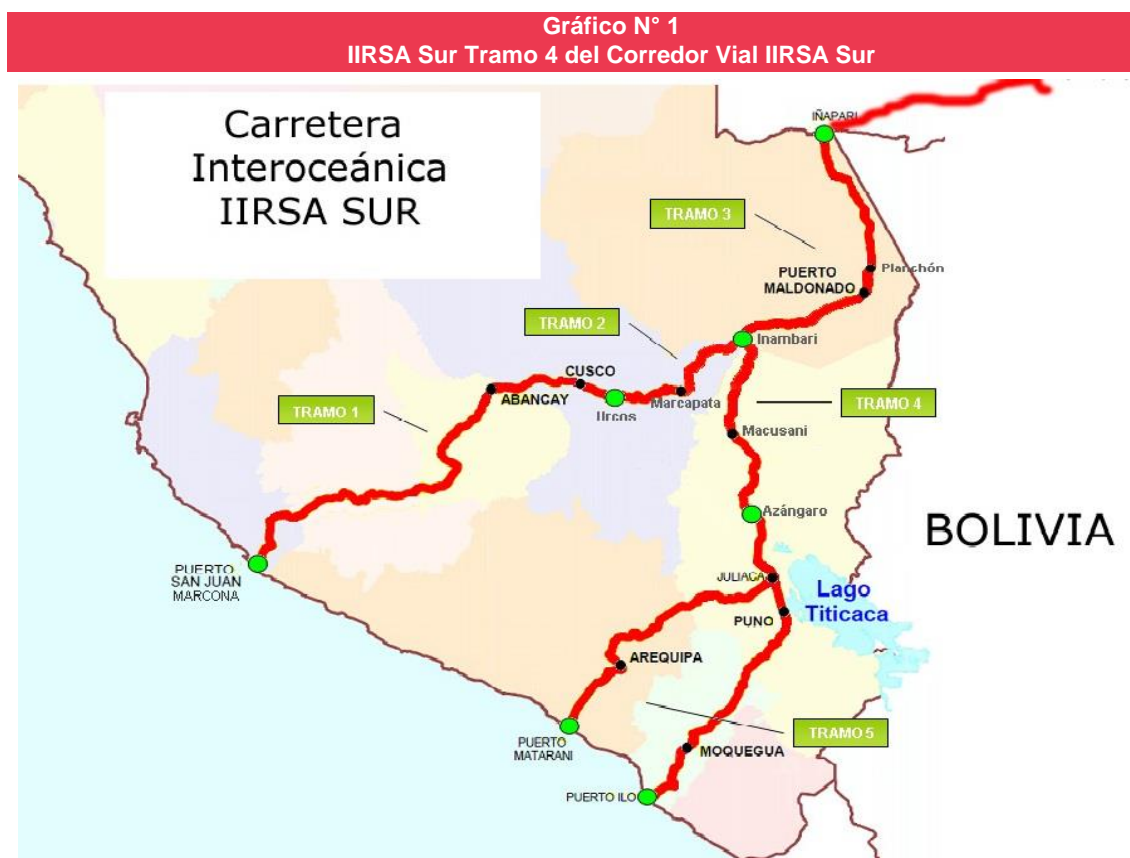 Gráfico N° 1
IIRSA Sur Tramo 4 del Corredor Vial IIRSA Sur
Carretera
Interoceánica
IIRSA SUR
IÑAPARI
TRAMO 3
Planchón
PUERTO
MALDONADO
TRAMO 2
Inambari
CUSCO
ABANCAY
Urcos
Marcapata
TRAMO 1
TRAMO 4
Macusani
Azángaro
BOLIVIA
PUERTO
SAN JUAN
MARCONA
JULIACA
Lago
Titicaca
PUNO
AREQUIPA
TRAMO 5
PUERTO
MATARANI
MOQUEGUA
PUERTO ILO